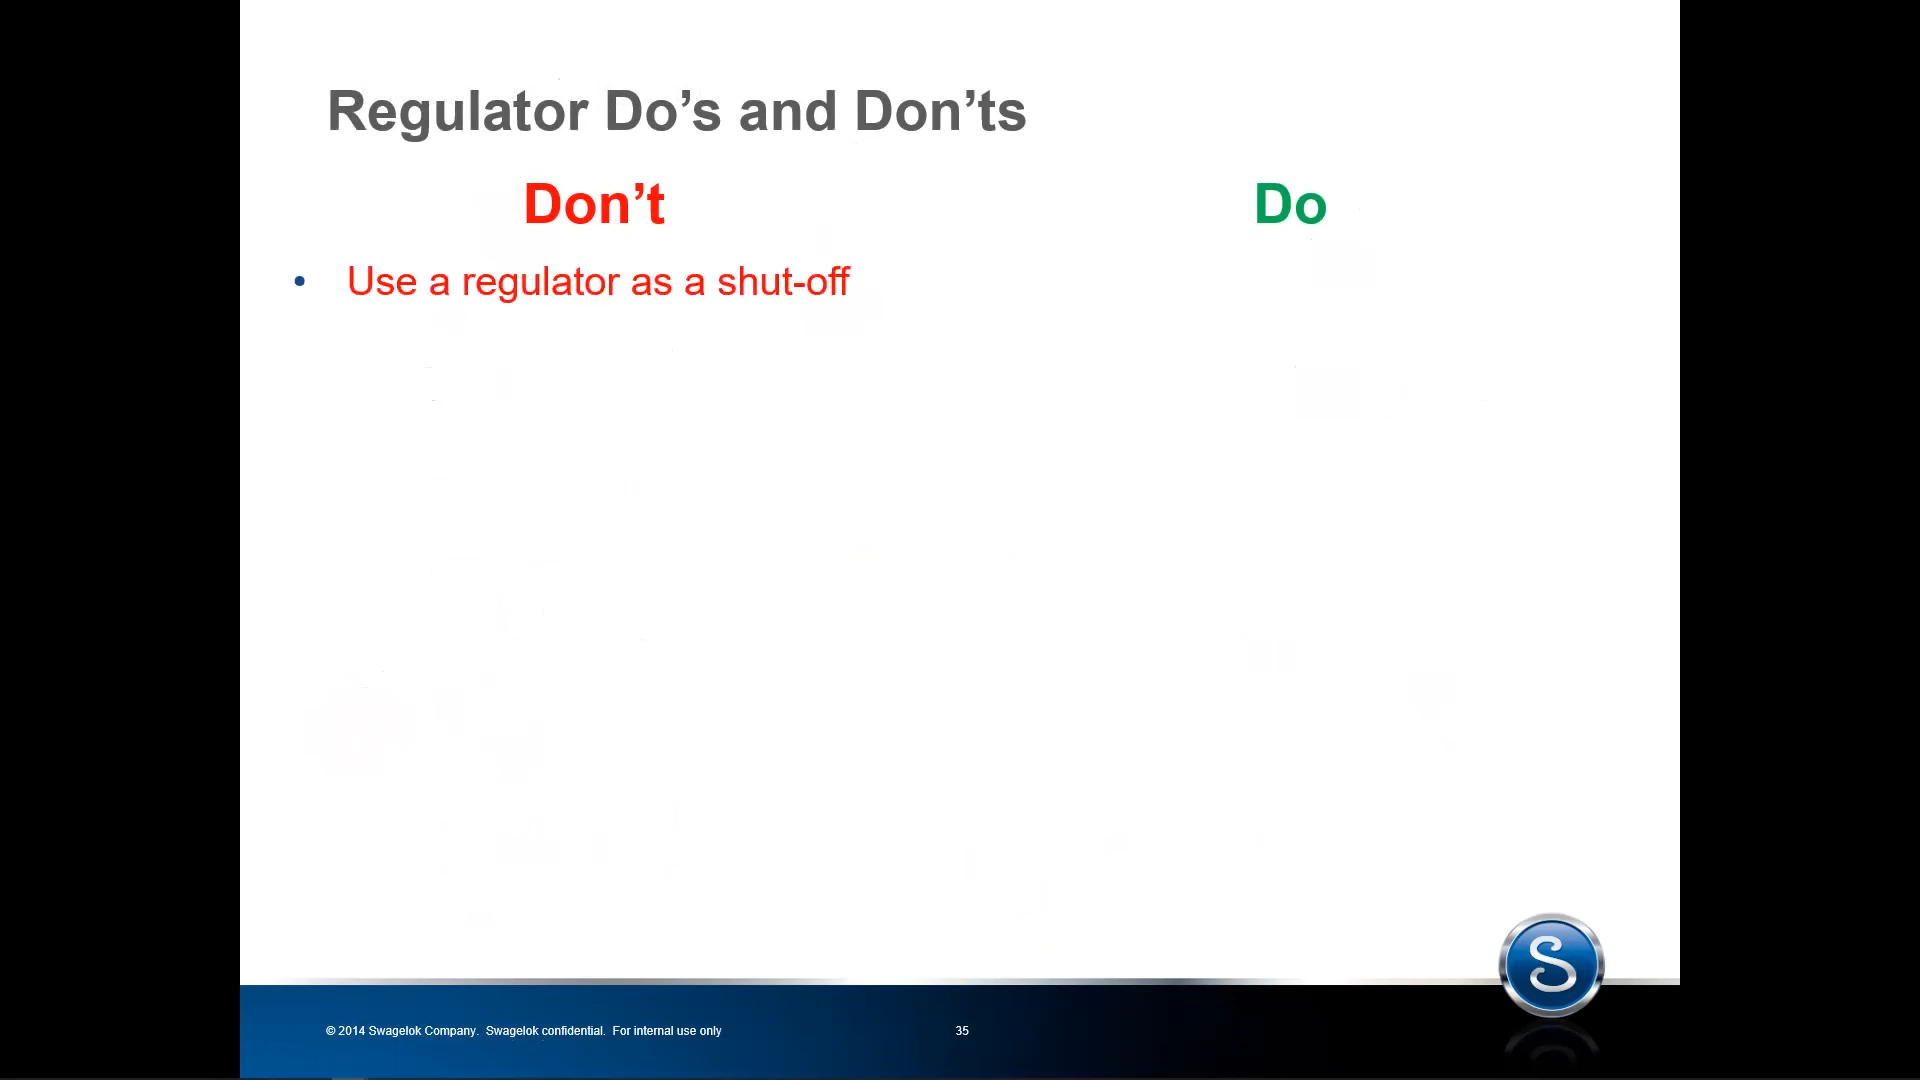 Regulator Do’s and Don’ts
Don’t
Do
• Use a regulator as a shut-off
© 2014 Swagelok Company. Swagelok confidential. For internal use only
35
S